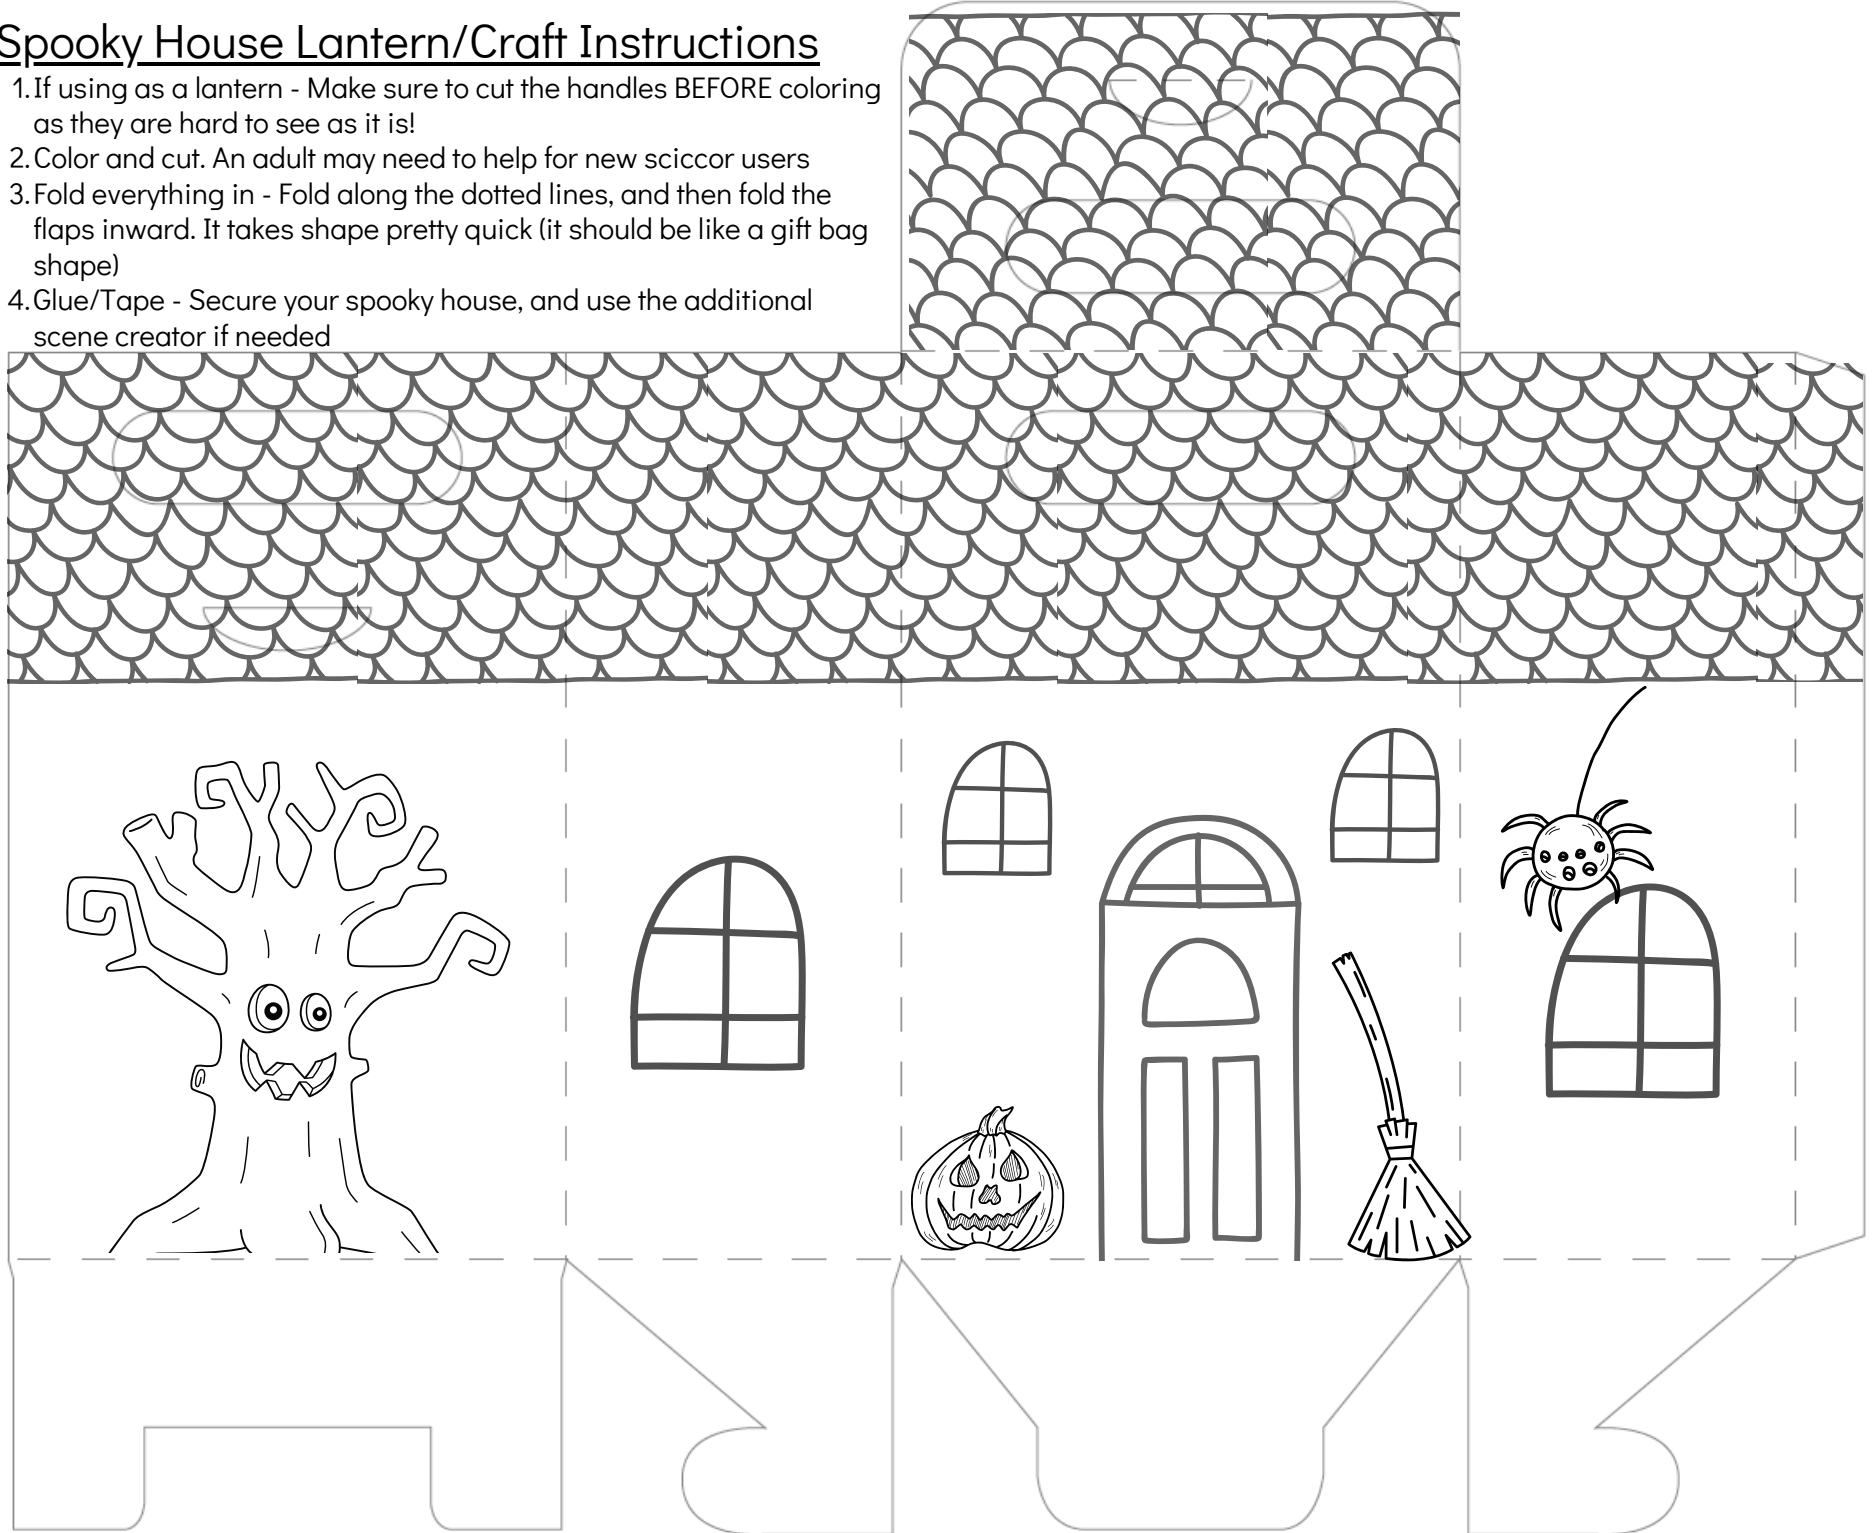 Spooky House Lantern/Craft Instructions
1. If using as a lantern - Make sure to cut the handles BEFORE coloring
as they are hard to see as it is!
2. Color and cut. An adult may need to help for new sciccor users
3. Fold everything in - Fold along the dotted lines, and then fold the
flaps inward. It takes shape pretty quick (it should be like a gift bag
shape)
4. Glue/Tape - Secure your spooky house, and use the additional
scene creator if needed